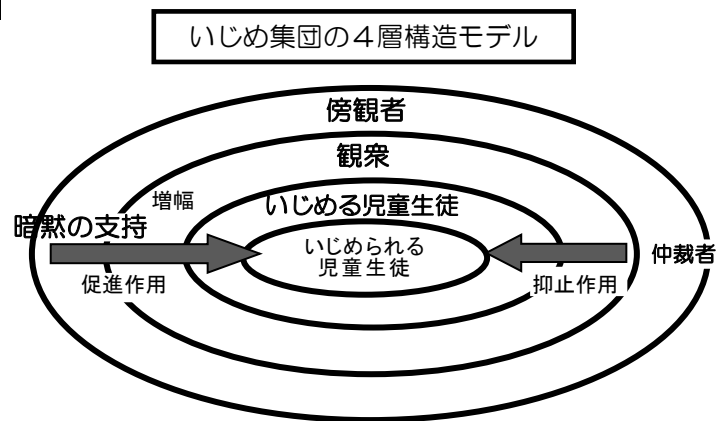 いじめ集団の４層構造モデル
傍観者
観衆
増幅
いじめる児童生徒
暗黙の支持
いじめられる
児童生徒
仲裁者
促進作用
抑止作用